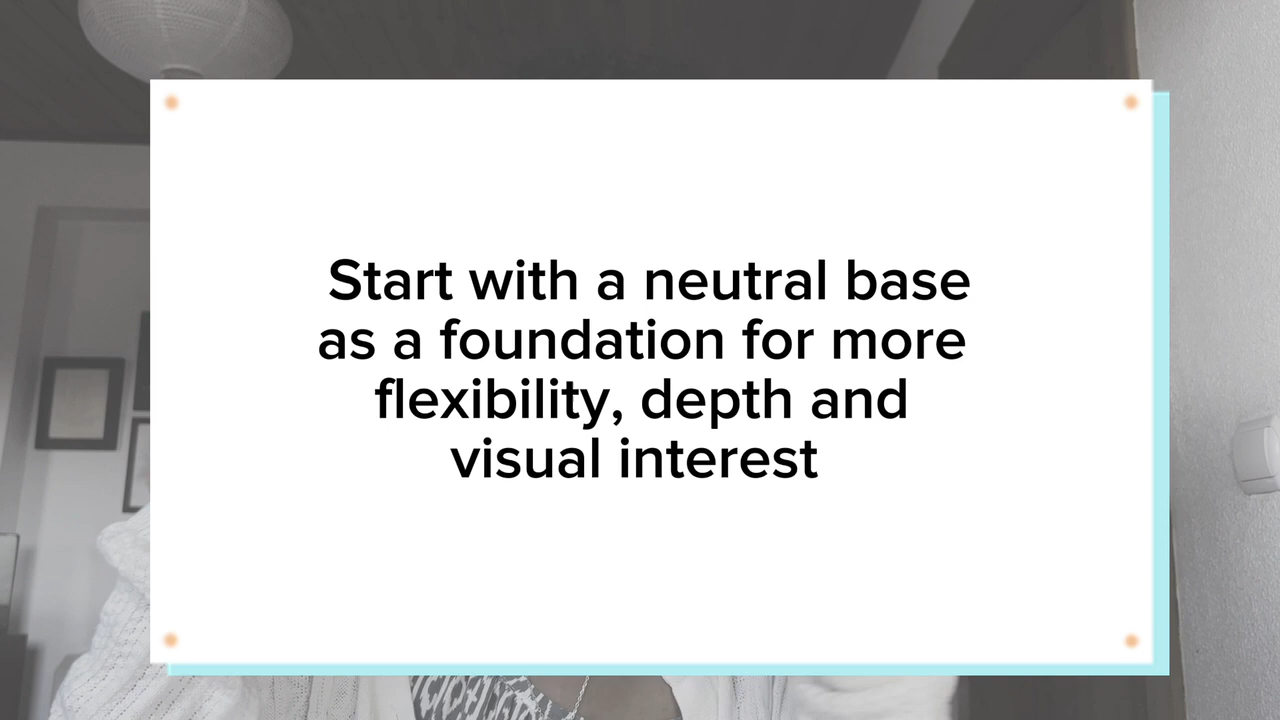 Start with a neutral base
as a foundation for more
flexibility, depth and
visual interest